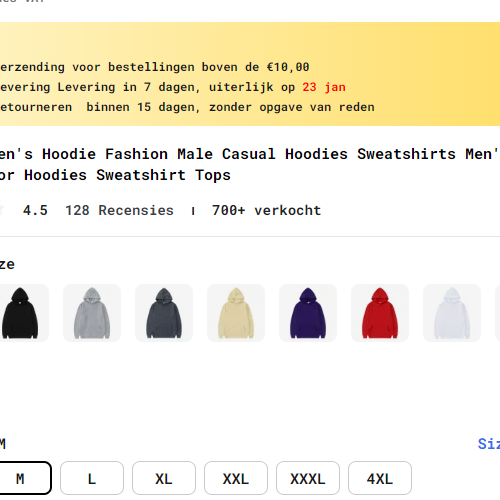 erzending voor bestellingen boven de €10,00
evering Levering in 7 dagen, uiterlijk op 23 jan
etourneren binnen 15 dagen, zonder opgave van reden
en's Hoodie Fashion Male Casual Hoodies Sweatshirts Men'
or Hoodies Sweatshirt Tops
4.5 128 Recensies | 700+ verkocht
ze
M
Siz
M L XL XXL XXXL 4XL